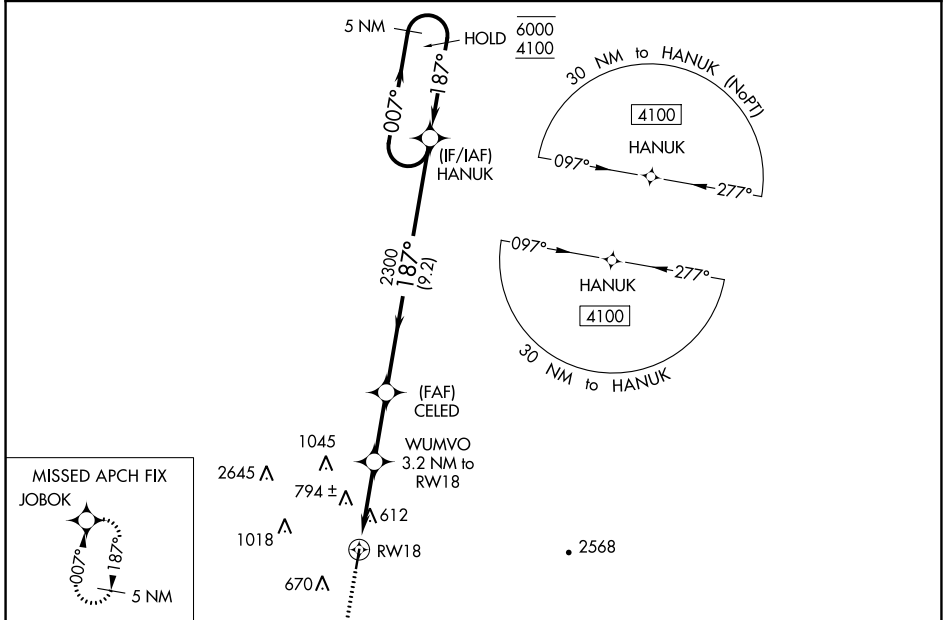 5 NM
HOLD
6000
4100
007°
187°
(IF/IAF)
HANUK
30 NM to HANUK (NoPT)
4100
HANUK
097°
277°
2300
187°
(9.2)
097°
277°
HANUK
4100
30 NM to HANUK
(FAF)
CELED
WUMVO
3.2 NM to
RW18
1045
2645
794 ±
612
1018
RW18
2568
670
MISSED APCH FIX
JOBOK
007°
187°
5 NM